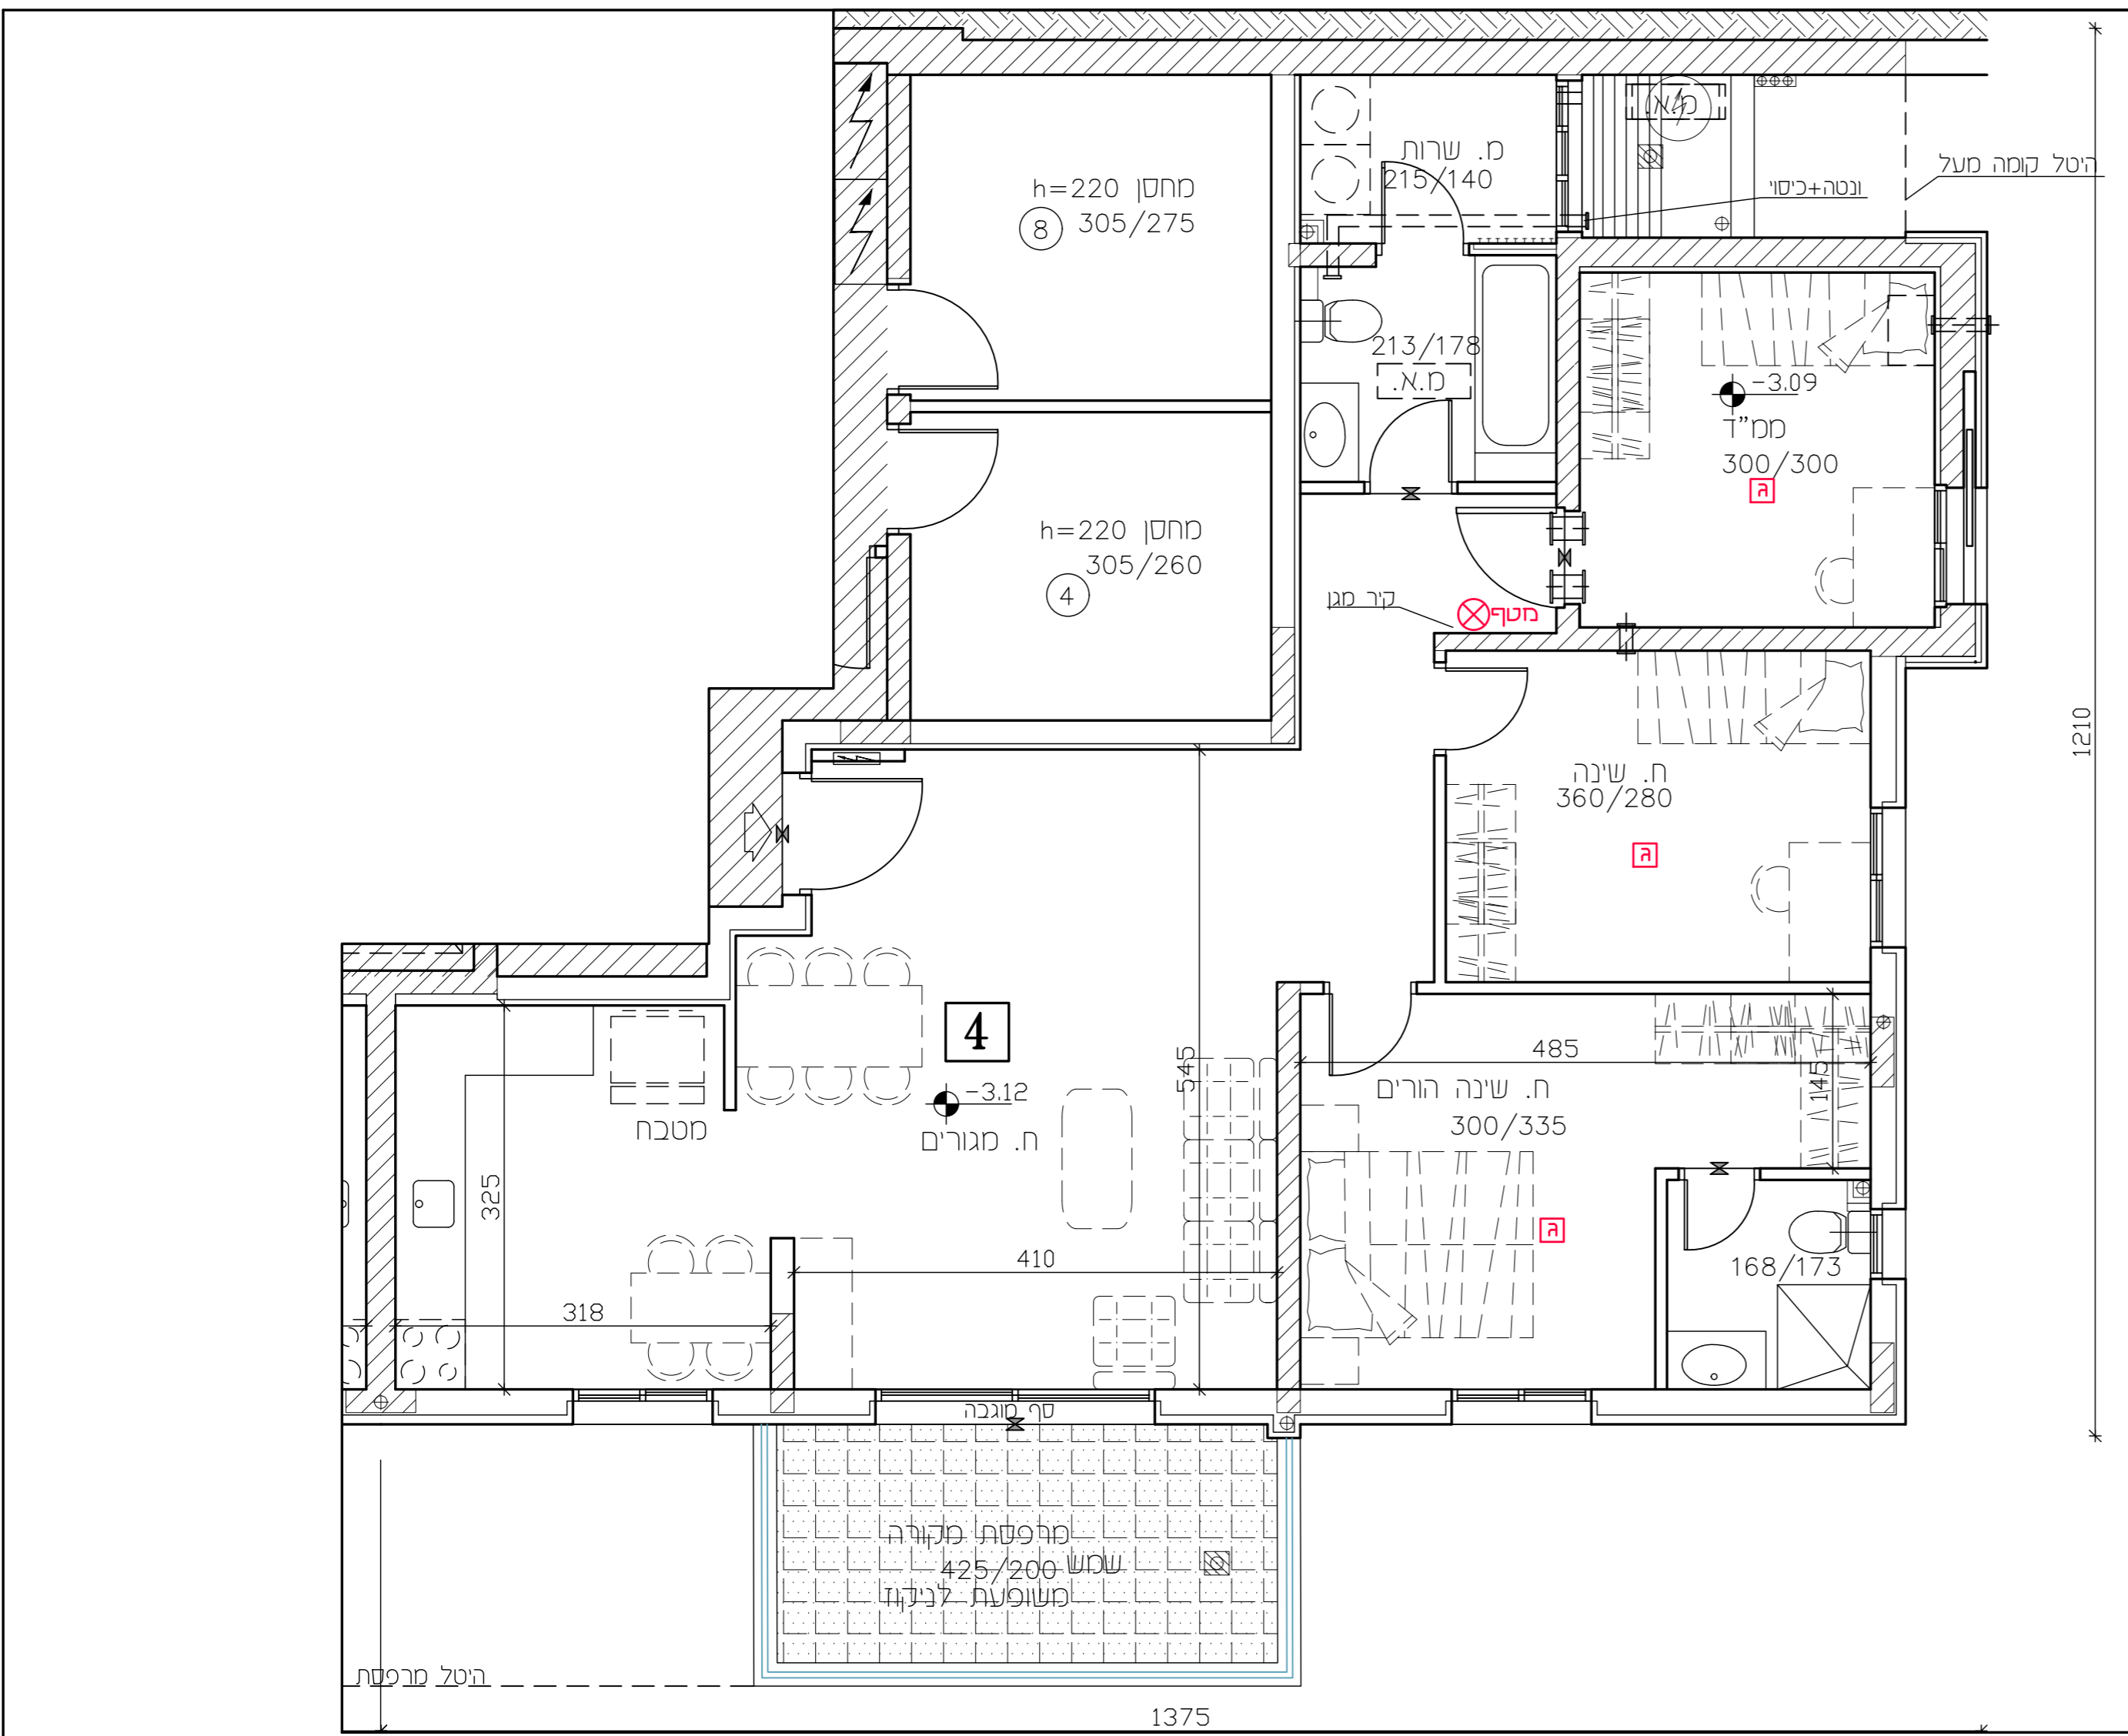 מ.א.
היטל קומה מעל
ונטה+כיסוי
מ. שרות
215/140
מחסן h=220
305/275
8
213/178
מ.א.
-3.09
ממ"ד
300/300
ג
מחסן h=220
305/260
4
קיר מגן
מטף
1210
ח. שינה
360/280
ג
4
-3.12
ח. מגורים
מטבח
545
485
145
ח. שינה הורים
300/335
ג
325
410
318
168/173
סף מוגבה
מרפסת מקורה
שמש 425/200
משופעת לניקוז
היטל מרפסת
1375